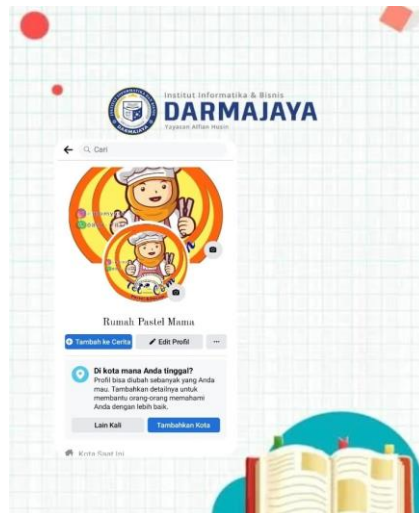 Institut Informatika & Bisnis
DARMAJAYA
Yayasan Alfian Husin
Cari
Rumah Pastel Mama
Tambah ke Cerita
Edit Profil
Di kota mana Anda tinggal?
Profil bisa diubah sebanyak yang Anda
mau. Tambahkan detailnya untuk
membantu orang-orang memahami
Anda dengan lebih baik.
Lain Kali
Tambahkan Kota
Kota Saat Ini